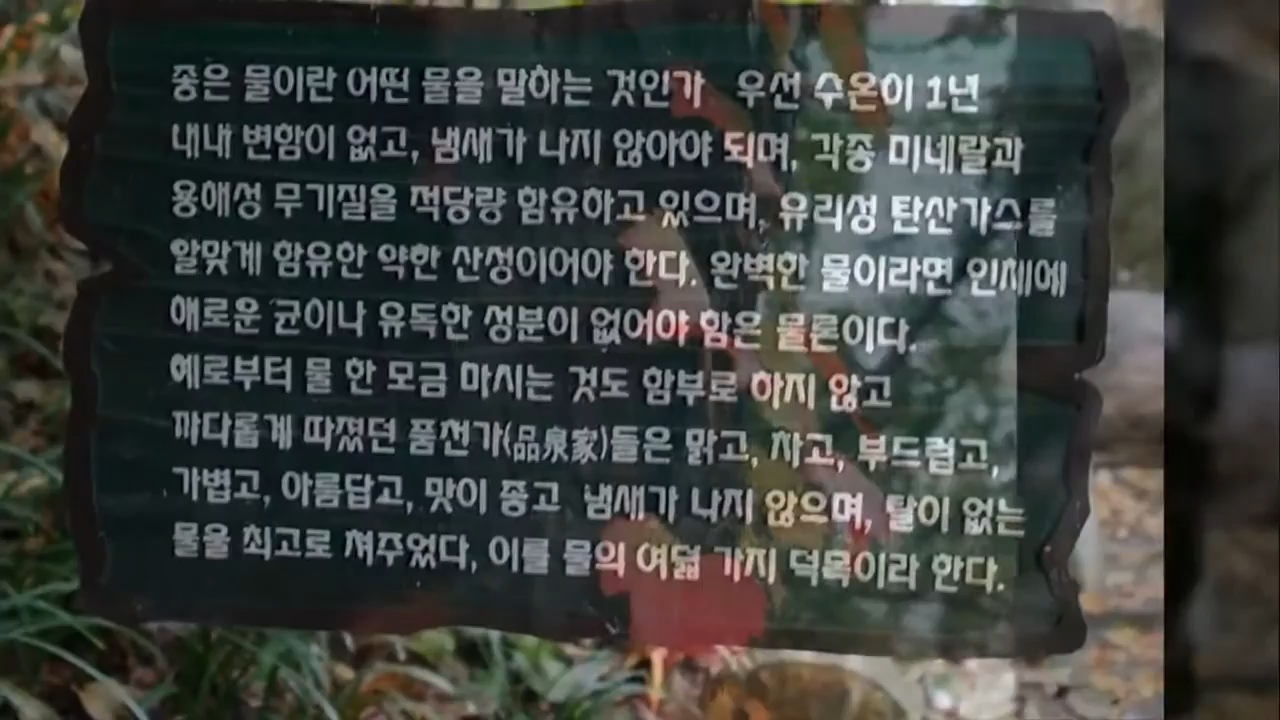 좋은 물이란 어떤 물을 말하는 것인가 우선 수온이 1년
내내 변함이 없고, 냄새가 나지 않아야 되며, 각종 미네랄과
용해성 무기질을 적당량 함유하고 있으며, 유리성 탄산가스를
알맞게 함유한 약한 산성이어야 한다. 완벽한 물이라면 인체에
해로운 균이나 유독한 성분이 없어야 함은 물론이다.
예로부터 물 한 모금 마시는 것도 함부로 하지 않고
까다롭게 따졌던 품천가(品泉家)들은 맑고, 차고, 부드럽고,
가볍고, 아름답고, 맛이 좋고 냄새가 나지 않으며, 탈이 없는
물을 최고로 쳐주었다, 이를 물의 여덟 가지 덕목이라 한다.